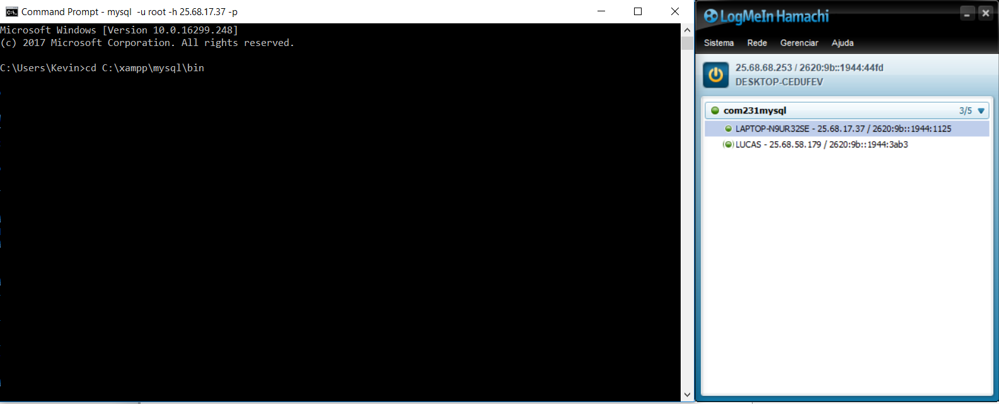 Command Prompt - mysql  -u root -h 25.68.17.37 -p
Microsoft Windows [Version 10.0.16299.248]
(c) 2017 Microsoft Corporation. All rights reserved.
C:\Users\Kevin>cd C:\xampp\mysql\bin
LogMeIn Hamachi
Sistema Rede Gerenciar Ajuda
25.68.68.253 / 2620:9b::1944:44fd
DESKTOP-CEDUFEV
com231mysql 3/5
LAPTOP-N9UR32SE - 25.68.17.37 / 2620:9b::1944:1125
LUCAS - 25.68.58.179 / 2620:9b::1944:3ab3